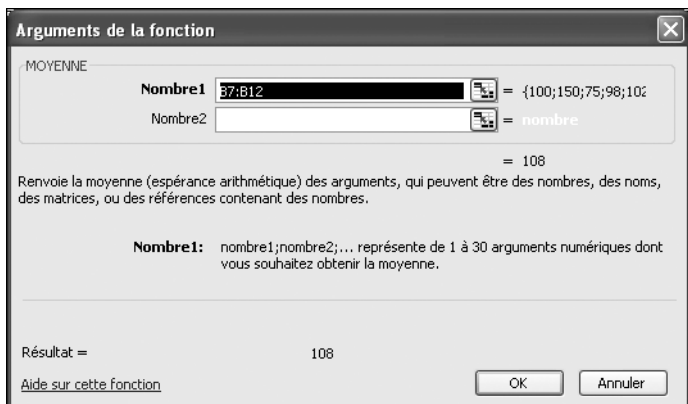 Arguments de la fonction
MOYENNE
Nombre1 B7:B12 = {100;150;75;98;102
Nombre2 = nombre
= 108
Renvoie la moyenne (espérance arithmétique) des arguments, qui peuvent être des nombres, des noms,
des matrices, ou des références contenant des nombres.
Nombre1: nombre1;nombre2;... représente de 1 à 30 arguments numériques dont
vous souhaitez obtenir la moyenne.
Résultat = 108
Aide sur cette fonction OK Annuler